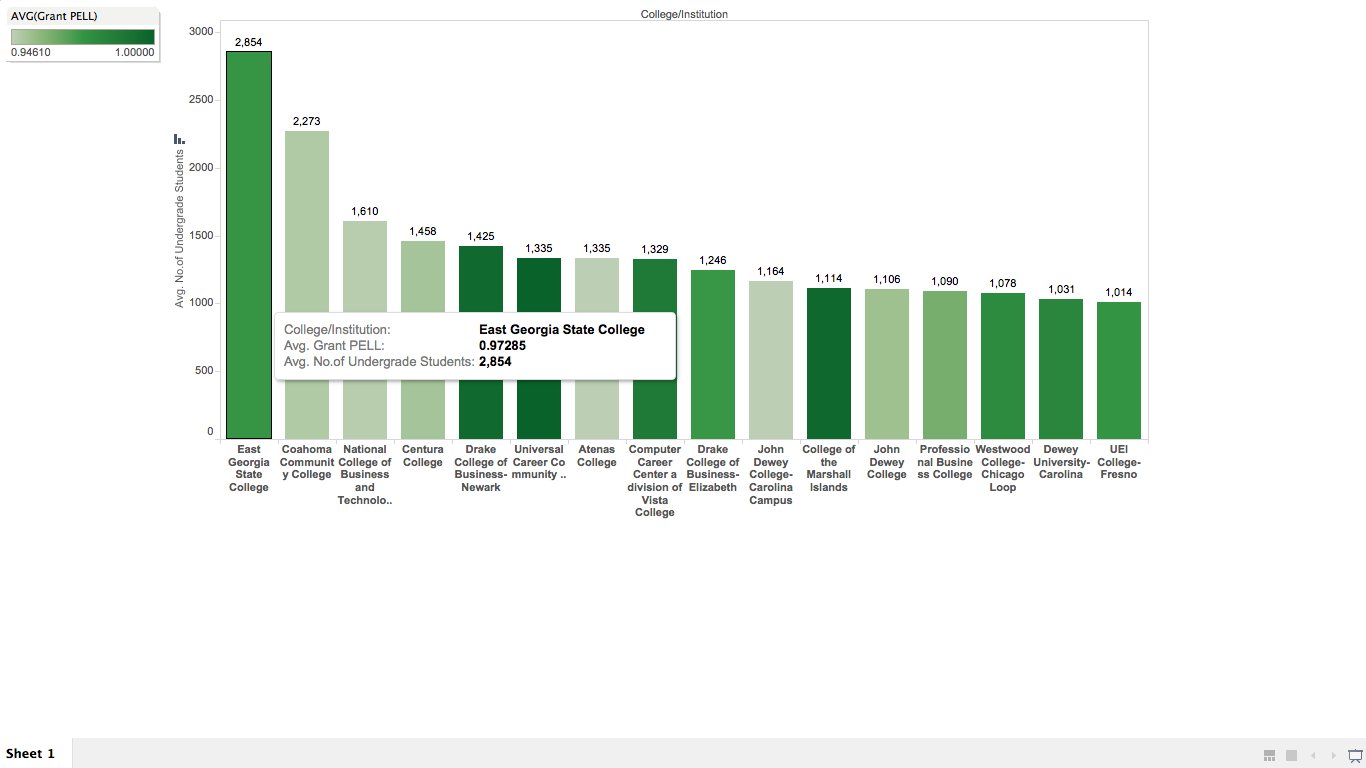 AVG(Grant PELL)
0.94610 1.00000
College/Institution
Avg. No.of Undergrade Students
3000
2500
2000
1500
1000
500
0
2,854
2,273
1,610
1,458
1,425
1,335
1,335
1,329
1,246
1,164
1,114
1,106
1,090
1,078
1,031
1,014
College/Institution: East Georgia State College
Avg. Grant PELL: 0.97285
Avg. No.of Undergrade Students: 2,854
East
Georgia
State
College
Coahoma
Communit
y College
National
College of
Business
and
Technolo..
Centura
College
Drake
College of
Business-
Newark
Universal
Career Co
mmunity ..
Atenas
College
Computer
Career
Center a
division of
Vista
College
Drake
College of
Business-
Elizabeth
John
Dewey
College-
Carolina
Campus
College of
the
Marshall
Islands
John
Dewey
College
Professio
nal Busine
ss College
Westwood
College-
Chicago
Loop
Dewey
University-
Carolina
UEI
College-
Fresno
Sheet 1